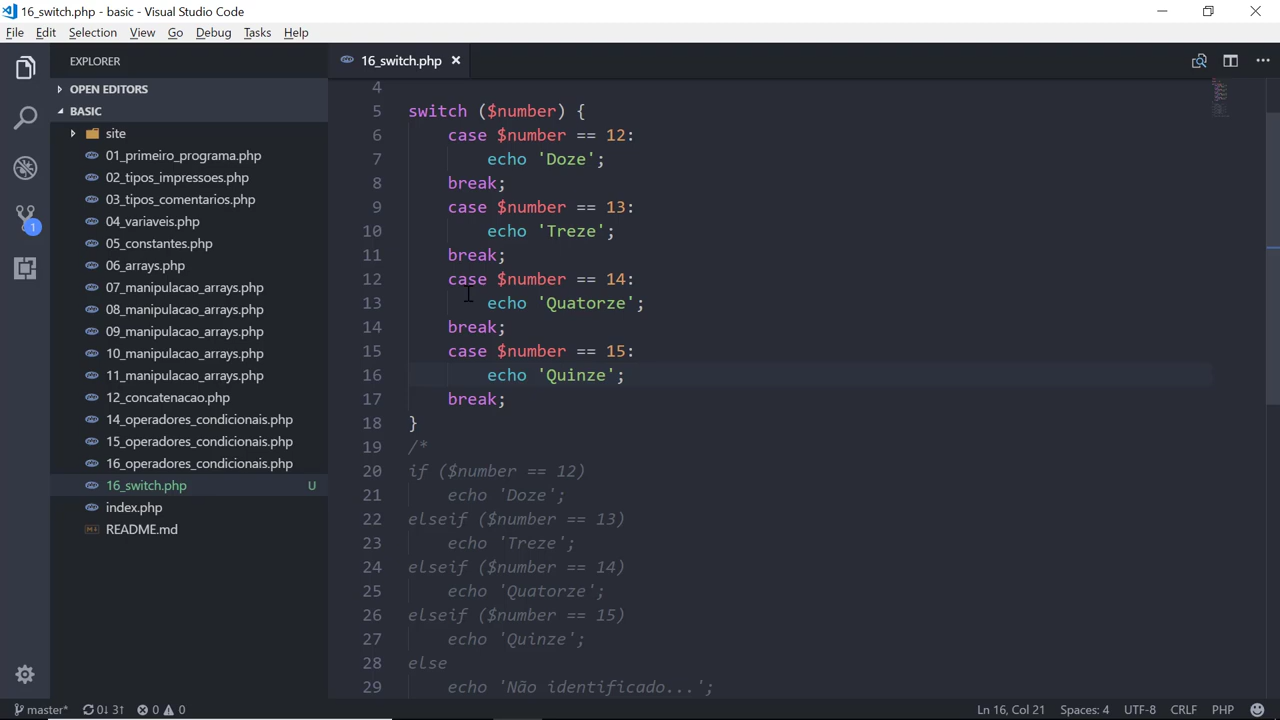 16_switch.php - basic - Visual Studio Code
File Edit Selection View Go Debug Tasks Help
EXPLORER
OPEN EDITORS
BASIC
site
01_primeiro_programa.php
02_tipos_impressoes.php
03_tipos_comentarios.php
04_variaveis.php
05_constantes.php
06_arrays.php
07_manipulacao_arrays.php
08_manipulacao_arrays.php
09_manipulacao_arrays.php
10_manipulacao_arrays.php
11_manipulacao_arrays.php
12_concatenacao.php
14_operadores_condicionais.php
15_operadores_condicionais.php
16_operadores_condicionais.php
16_switch.php U
index.php
README.md
1
16_switch.php
4
5 switch ($number) {
6 case $number == 12:
7 echo 'Doze';
8 break;
9 case $number == 13:
10 echo 'Treze';
11 break;
12 case $number == 14:
13 echo 'Quatorze';
14 break;
15 case $number == 15:
16 echo 'Quinze';
17 break;
18 }
19 /*
20 if ($number == 12)
21 echo 'Doze';
22 elseif ($number == 13)
23 echo 'Treze';
24 elseif ($number == 14)
25 echo 'Quatorze';
26 elseif ($number == 15)
27 echo 'Quinze';
28 else
29 echo 'Não identificado...';
master* 0↓ 3↑ 0 0 Ln 16, Col 21 Spaces: 4 UTF-8 CRLF PHP